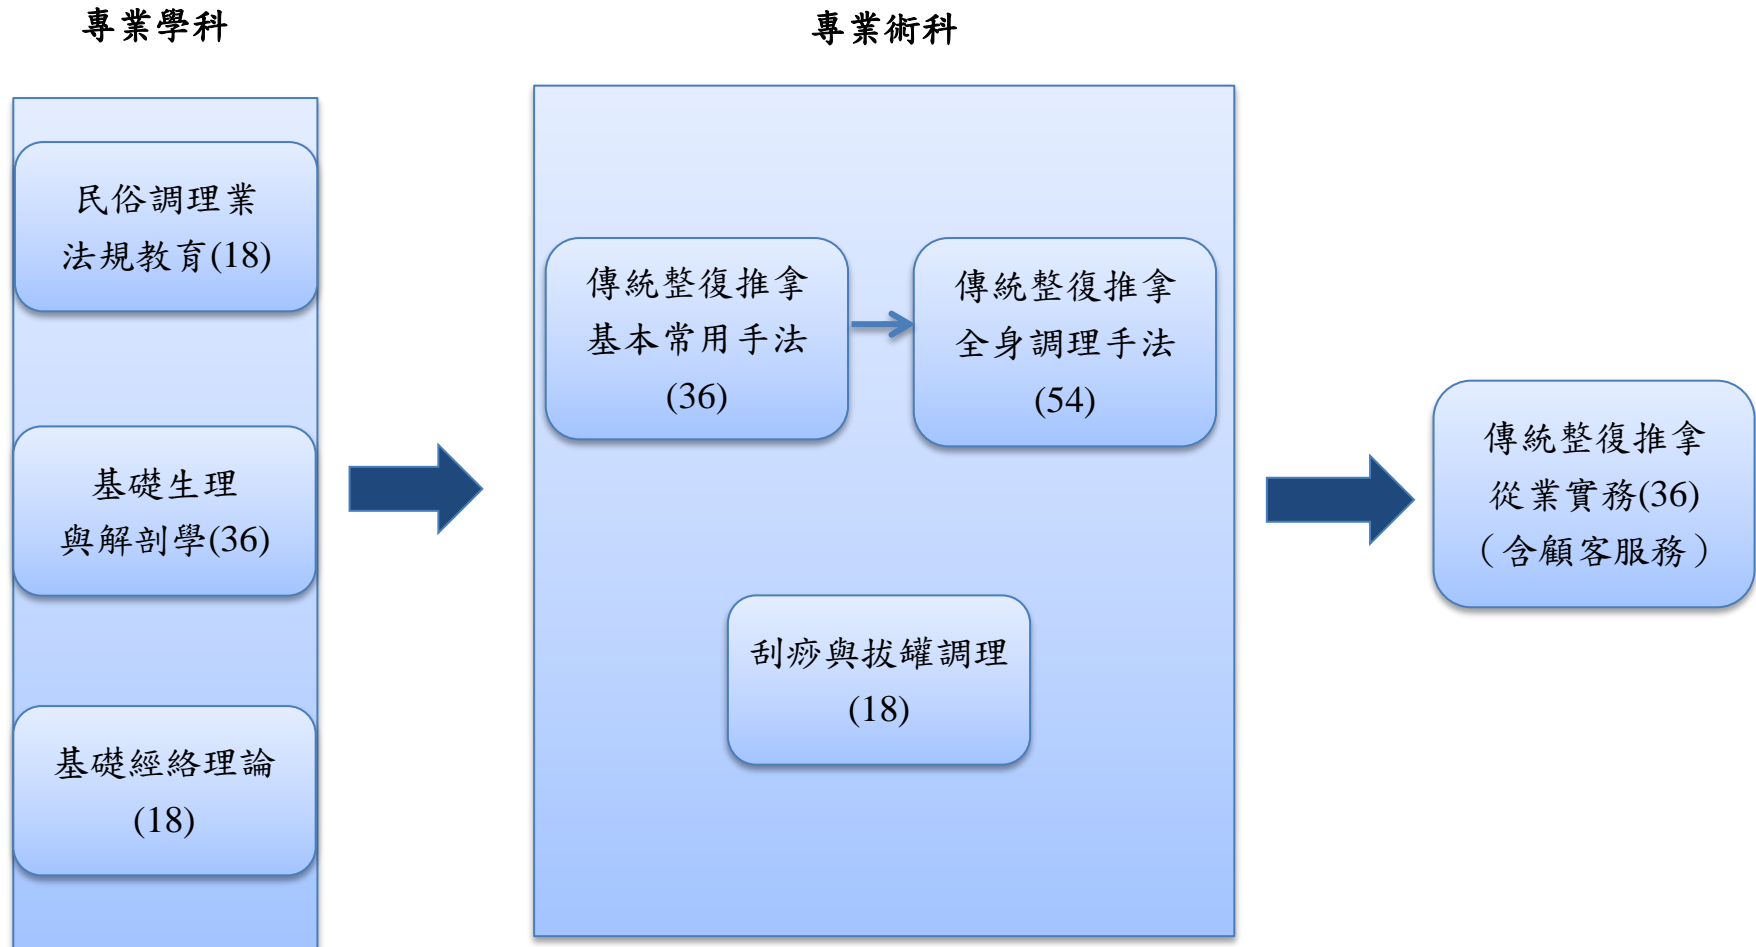 專業學科
民俗調理業
法規教育(18)
基礎生理
與解剖學(36)
基礎經絡理論
(18)
專業術科
傳統整復推拿
基本常用手法
(36)
傳統整復推拿
全身調理手法
(54)
刮痧與拔罐調理
(18)
傳統整復推拿
從業實務(36)
（含顧客服務）